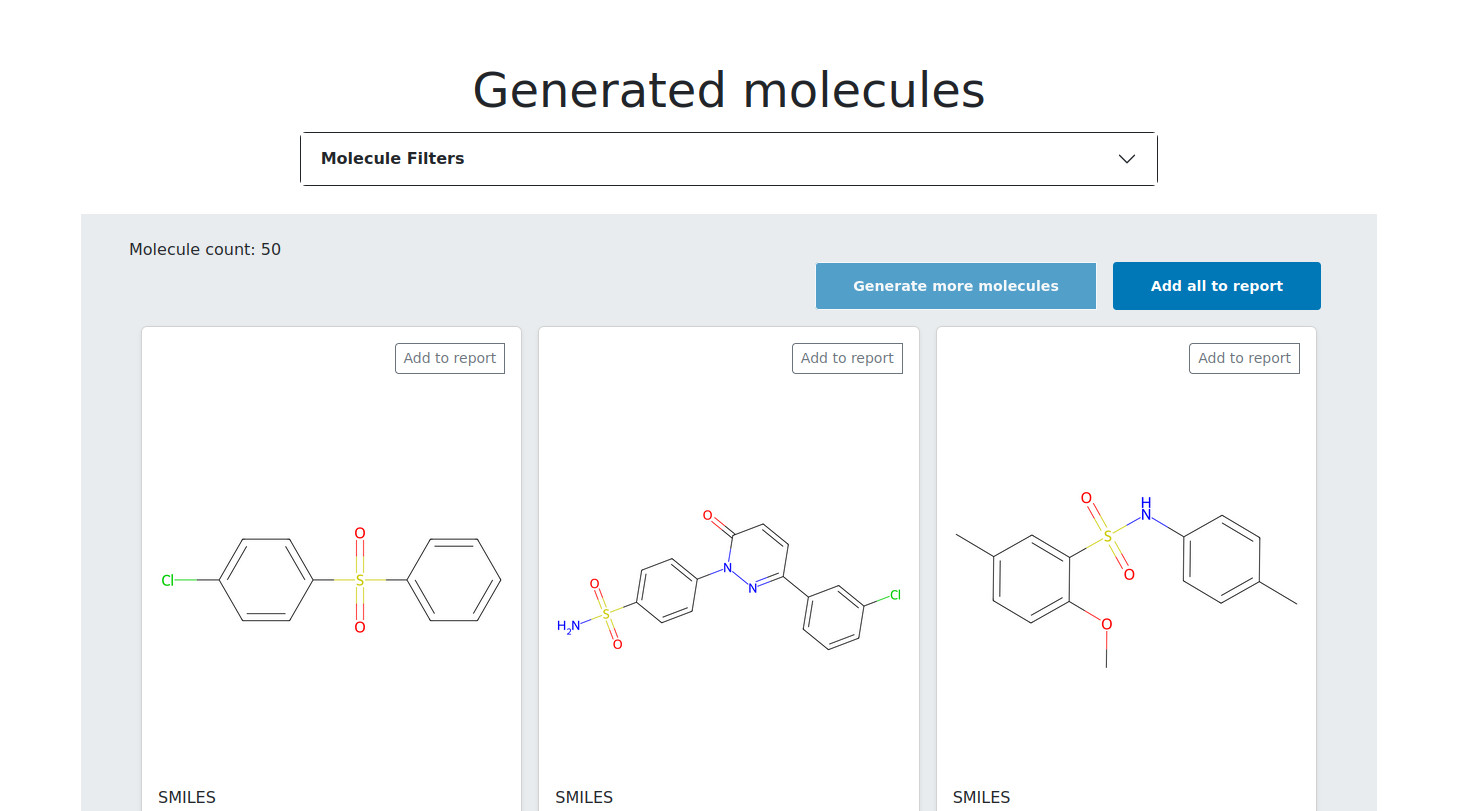 Generated molecules
Molecule Filters
Molecule count: 50
Generate more molecules
Add all to report
Add to report
Cl
O
S
O
SMILES
Add to report
O
N
N
Cl
O
S
H2N
O
SMILES
Add to report
O
H
N
S
O
O
SMILES